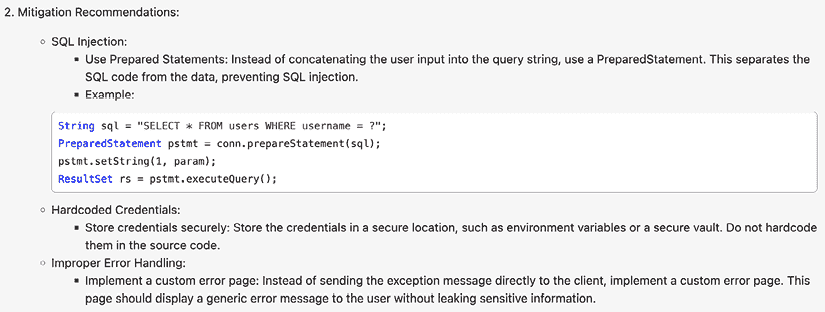 2. Mitigation Recommendations:
○ SQL Injection:
▪ Use Prepared Statements: Instead of concatenating the user input into the query string, use a PreparedStatement. This separates the
SQL code from the data, preventing SQL injection.
▪ Example:
String sql = "SELECT * FROM users WHERE username = ?";
PreparedStatement pstmt = conn.prepareStatement(sql);
pstmt.setString(1, param);
ResultSet rs = pstmt.executeQuery();
○ Hardcoded Credentials:
▪ Store credentials securely: Store the credentials in a secure location, such as environment variables or a secure vault. Do not hardcode
them in the source code.
○ Improper Error Handling:
▪ Implement a custom error page: Instead of sending the exception message directly to the client, implement a custom error page. This
page should display a generic error message to the user without leaking sensitive information.